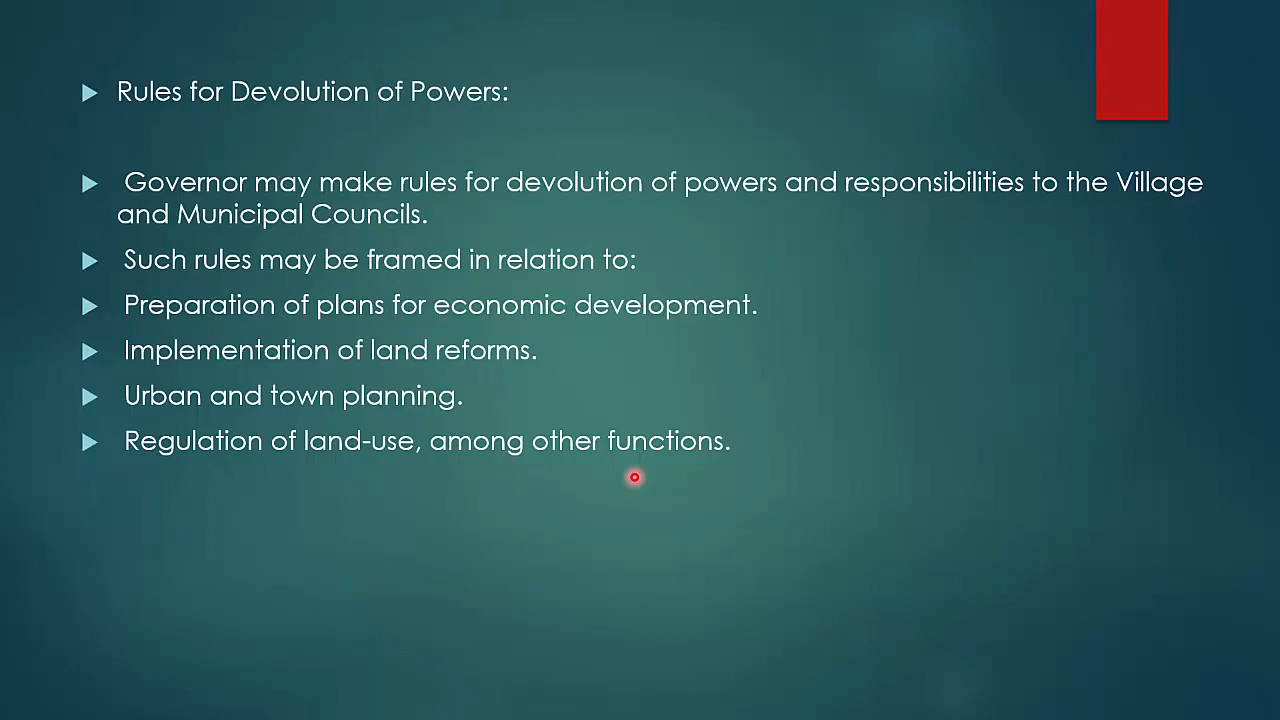 Rules for Devolution of Powers:
Governor may make rules for devolution of powers and responsibilities to the Village
and Municipal Councils.
Such rules may be framed in relation to:
Preparation of plans for economic development.
Implementation of land reforms.
Urban and town planning.
Regulation of land-use, among other functions.